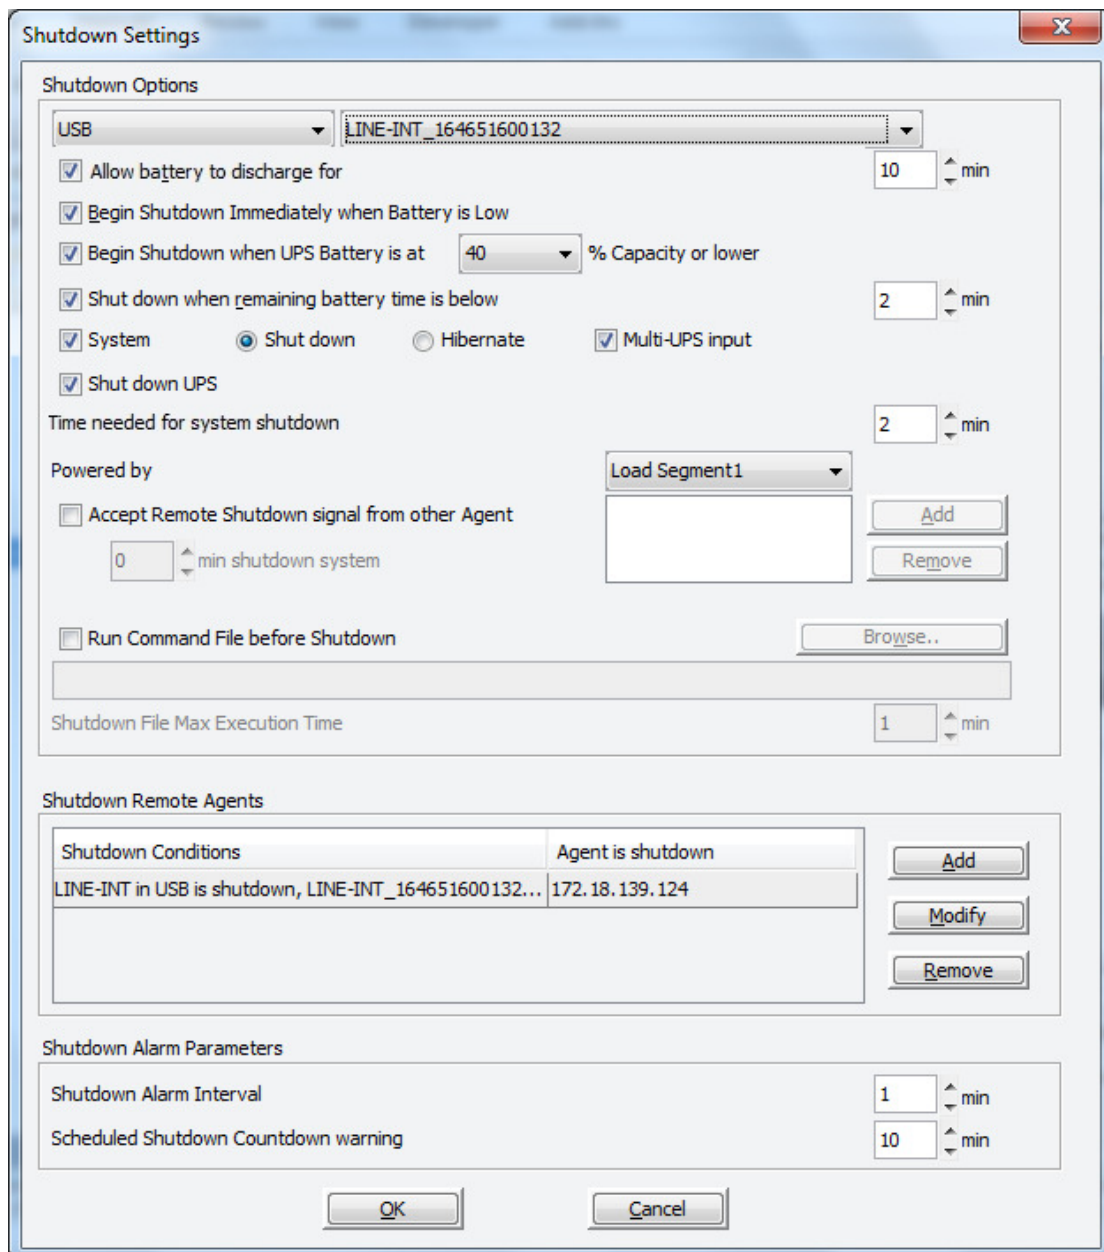 Shutdown Settings
Shutdown Options
USB LINE-INT_164651600132
Allow battery to discharge for 10 min
Begin Shutdown Immediately when Battery is Low
Begin Shutdown when UPS Battery is at 40 % Capacity or lower
Shut down when remaining battery time is below 2 min
System Shut down Hibernate Multi-UPS input
Shut down UPS
Time needed for system shutdown 2 min
Powered by Load Segment1
Accept Remote Shutdown signal from other Agent Add
0 min shutdown system Remove
Run Command File before Shutdown Browse..
Shutdown File Max Execution Time 1 min
Shutdown Remote Agents
Shutdown Conditions Agent is shutdown Add
LINE-INT in USB is shutdown, LINE-INT_164651600132... 172.18.139.124
Modify
Remove
Shutdown Alarm Parameters
Shutdown Alarm Interval 1 min
Scheduled Shutdown Countdown warning 10 min
OK Cancel